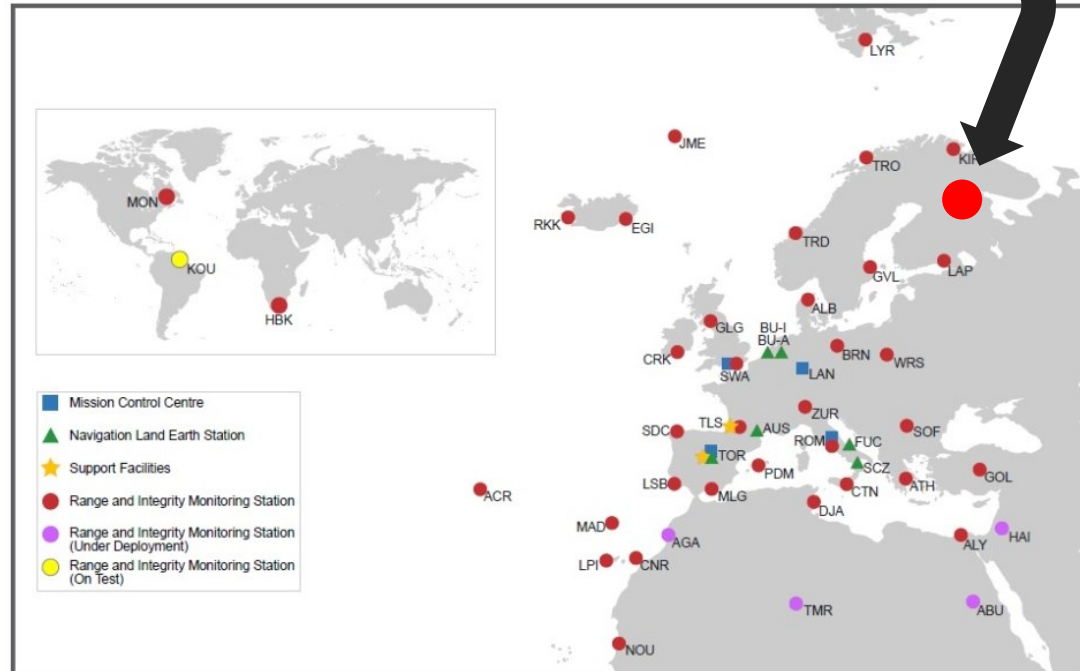 LYR
JME
TRO
KIR
RKK
EGI
TRD
GVL
LAP
ALB
MON
KOU
HBK
GLG
BU-I
BU-A
CRK
BRN
WRS
SWA
LAN
Mission Control Centre
Navigation Land Earth Station
Support Facilities
Range and Integrity Monitoring Station
Range and Integrity Monitoring Station
(Under Deployment)
Range and Integrity Monitoring Station
(On Test)
ZUR
TLS
AUS
SDC
ROM
FUC
SOF
TOR
SCZ
PDM
GOL
LSB
MLG
CTN
ATH
ACR
DJA
MAD
AGA
ALY
HAI
LPI
CNR
TMR
ABU
NOU